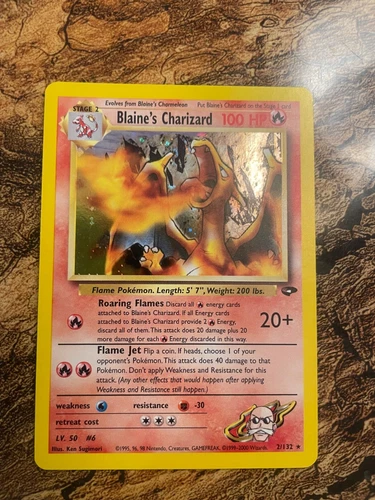 Evolves from Blaine's Charmeleon Put Blaine's Charizard on the Stage 1 card
STAGE 2
Blaine's Charizard 100 HP
Flame Pokémon. Length: 5' 7", Weight: 200 lbs.
Roaring Flames Discard all energy cards
attached to Blaine's Charizard. If all Energy cards
attached to Blaine's Charizard provide 2 Energy,
discard all of them. This attack does 20 damage plus 20
more damage for each Energy discarded in this way.
20+
Flame Jet Flip a coin. If heads, choose 1 of your
opponent's Pokémon. This attack does 40 damage to that
Pokémon. Don't apply Weakness and Resistance for this
attack. (Any other effects that would happen after applying
Weakness and Resistance still happen.)
weakness resistance -30
retreat cost
LV. 50 #6
Illus. Ken Sugimori ©1995, 96, 98 Nintendo, Creatures, GAMEFREAK. ©1999-2000 Wizards. 2/132 ★